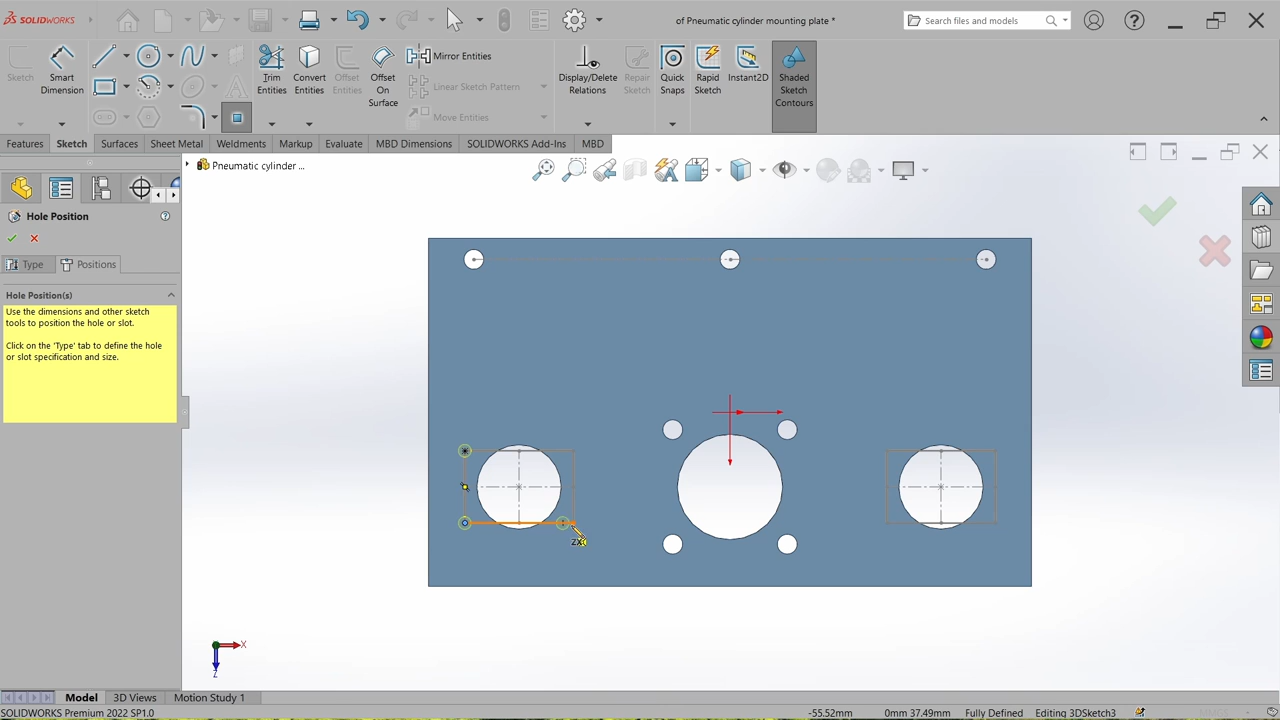 SOLIDWORKS
of Pneumatic cylinder mounting plate *
Search files and models
Sketch
Smart
Dimension
Trim
Entities
Convert
Entities
Offset
Entities
Offset
On
Surface
Mirror Entities
Linear Sketch Pattern
Move Entities
Display/Delete
Relations
Repair
Sketch
Quick
Snaps
Rapid
Sketch
Instant2D
Shaded
Sketch
Contours
Features
Sketch
Surfaces
Sheet Metal
Weldments
Markup
Evaluate
MBD Dimensions
SOLIDWORKS Add-Ins
MBD
Pneumatic cylinder ...
Hole Position
Type
Positions
Hole Position(s)
Use the dimensions and other sketch
tools to position the hole or slot.
Click on the 'Type' tab to define the hole
or slot specification and size.
X
Z
Model
3D Views
Motion Study 1
SOLIDWORKS Premium 2022 SP1.0
-55.52mm
0mm 37.49mm
Fully Defined
Editing 3DSketch3
MMGS